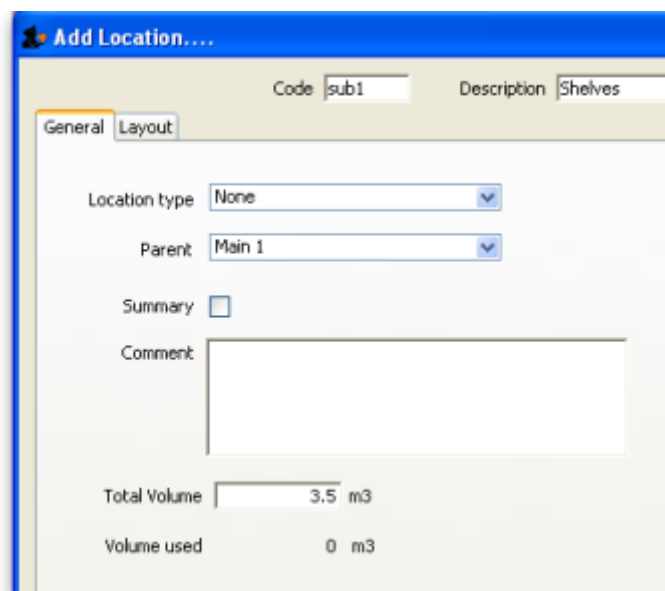 Add Location....
Code sub1 Description Shelves
General Layout
Location type None
Parent Main 1
Summary
Comment
Total Volume 3.5 m3
Volume used 0 m3